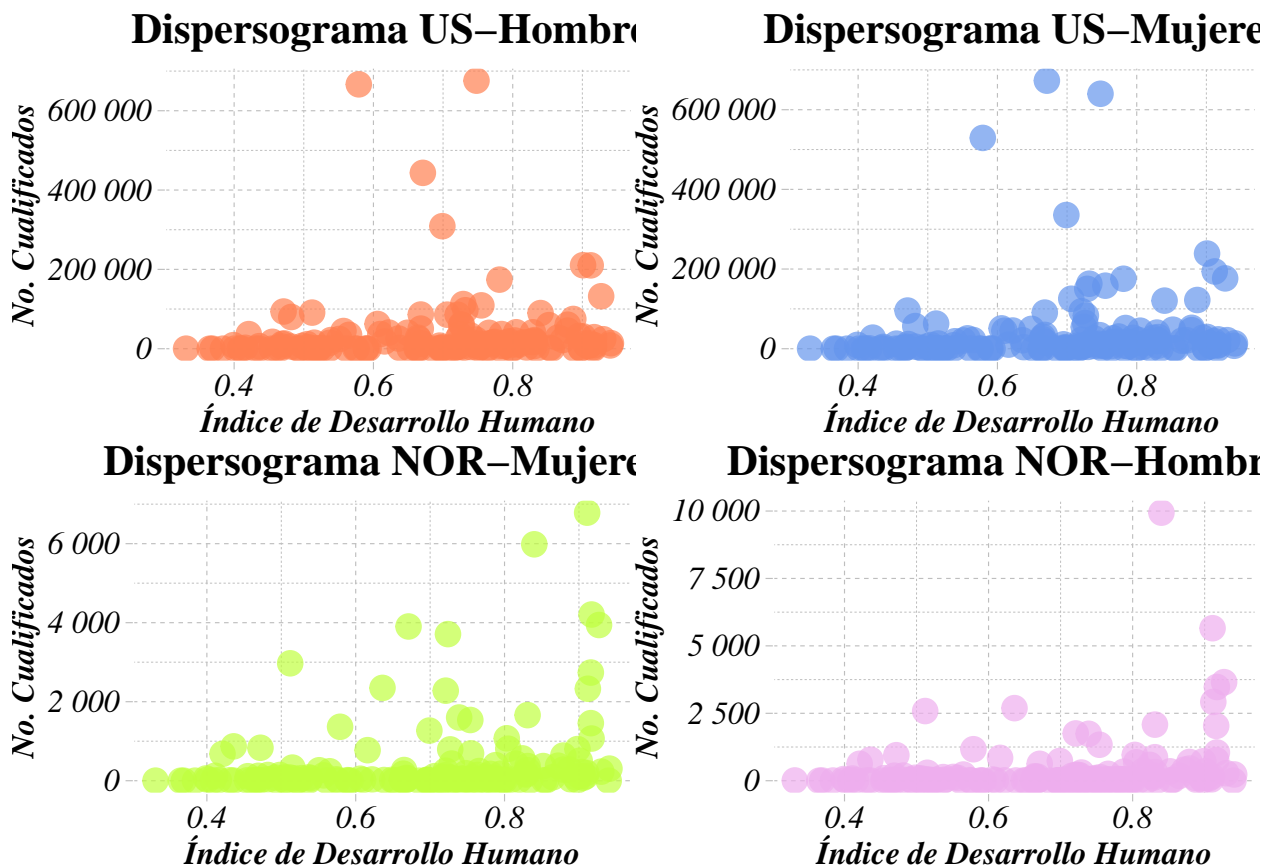 Dispersograma US−Hombre
No. Cualificados
600 000
400 000
200 000
0
0.4 0.6 0.8
Índice de Desarrollo Humano
Dispersograma US−Mujere
No. Cualificados
600 000
400 000
200 000
0
0.4 0.6 0.8
Índice de Desarrollo Humano
Dispersograma NOR−Mujere
No. Cualificados
6 000
4 000
2 000
0
0.4 0.6 0.8
Índice de Desarrollo Humano
Dispersograma NOR−Hombr
No. Cualificados
10 000
7 500
5 000
2 500
0
0.4 0.6 0.8
Índice de Desarrollo Humano